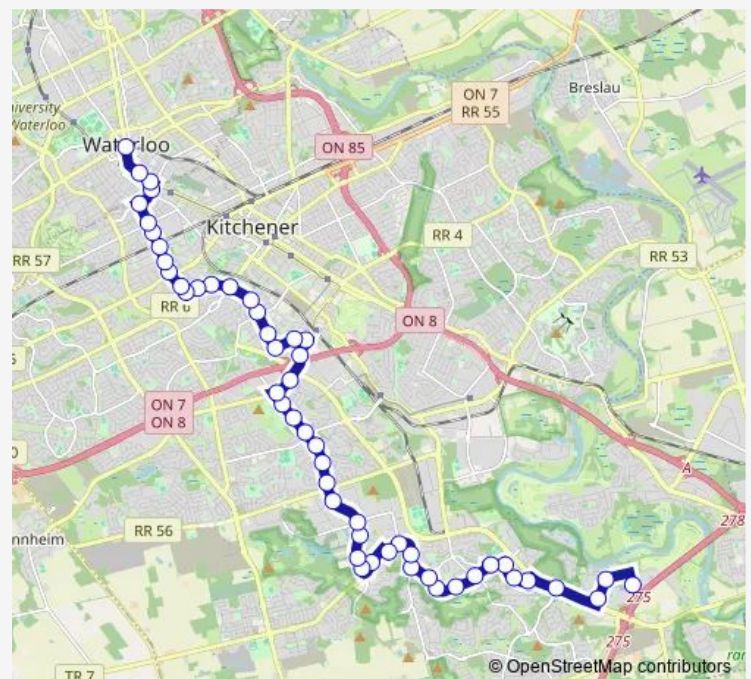 ON 7
RR 55
Breslau
University
Waterloo
Waterloo
ON 85
Kitchener
RR 4
RR 57
RR 53
RR 6
ON 8
ON 7
ON 8
A
278
RR 56
275
275
TR 7
© OpenStreetMap contributors